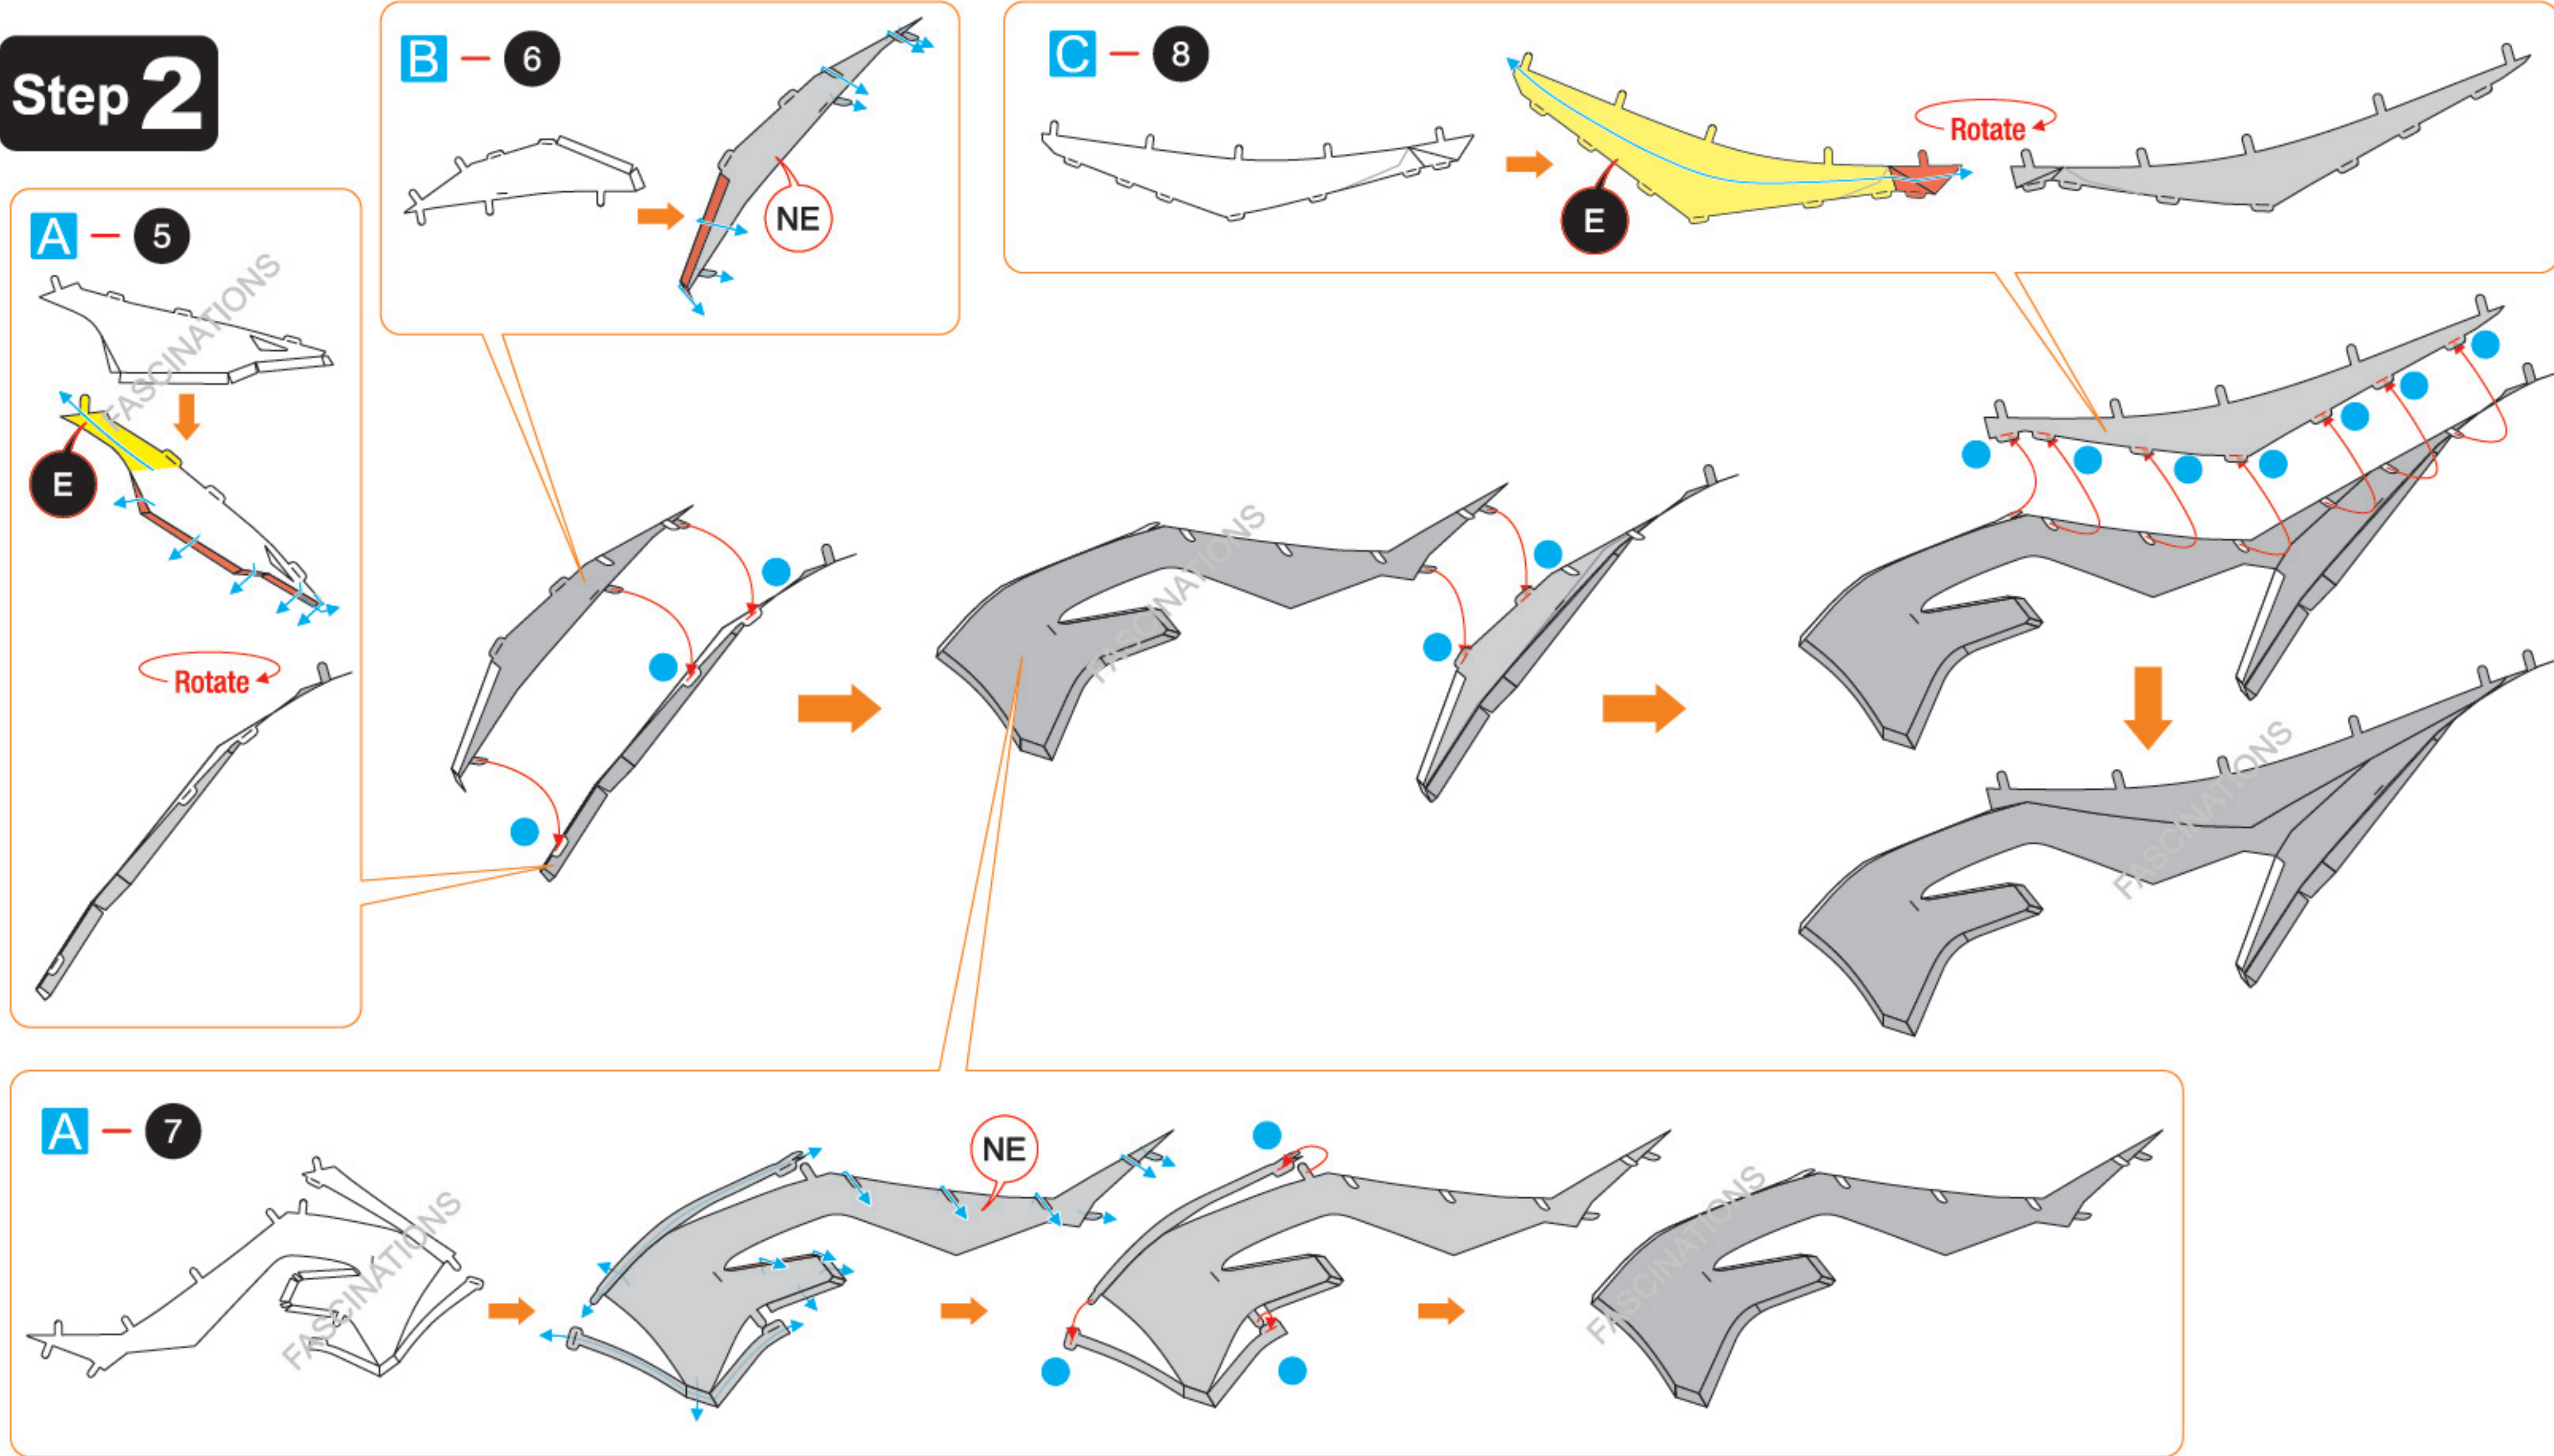 Step 2
A – 5
FASCINATIONS
E
Rotate
B – 6
NE
C – 8
E
Rotate
FASCINATIONS
FASCINATIONS
A – 7
FASCINATIONS
NE
FASCINATIONS